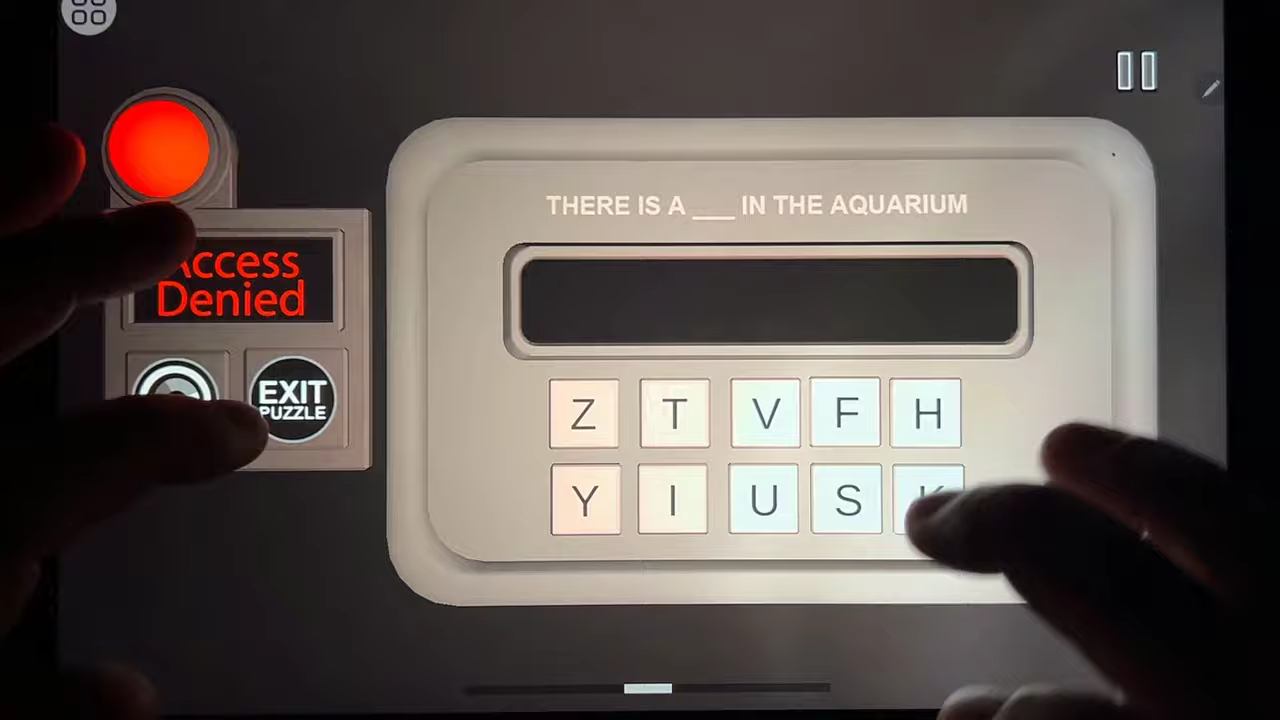 THERE IS A ___ IN THE AQUARIUM
Access
Denied
EXIT
PUZZLE
Z T V F H
Y I U S K